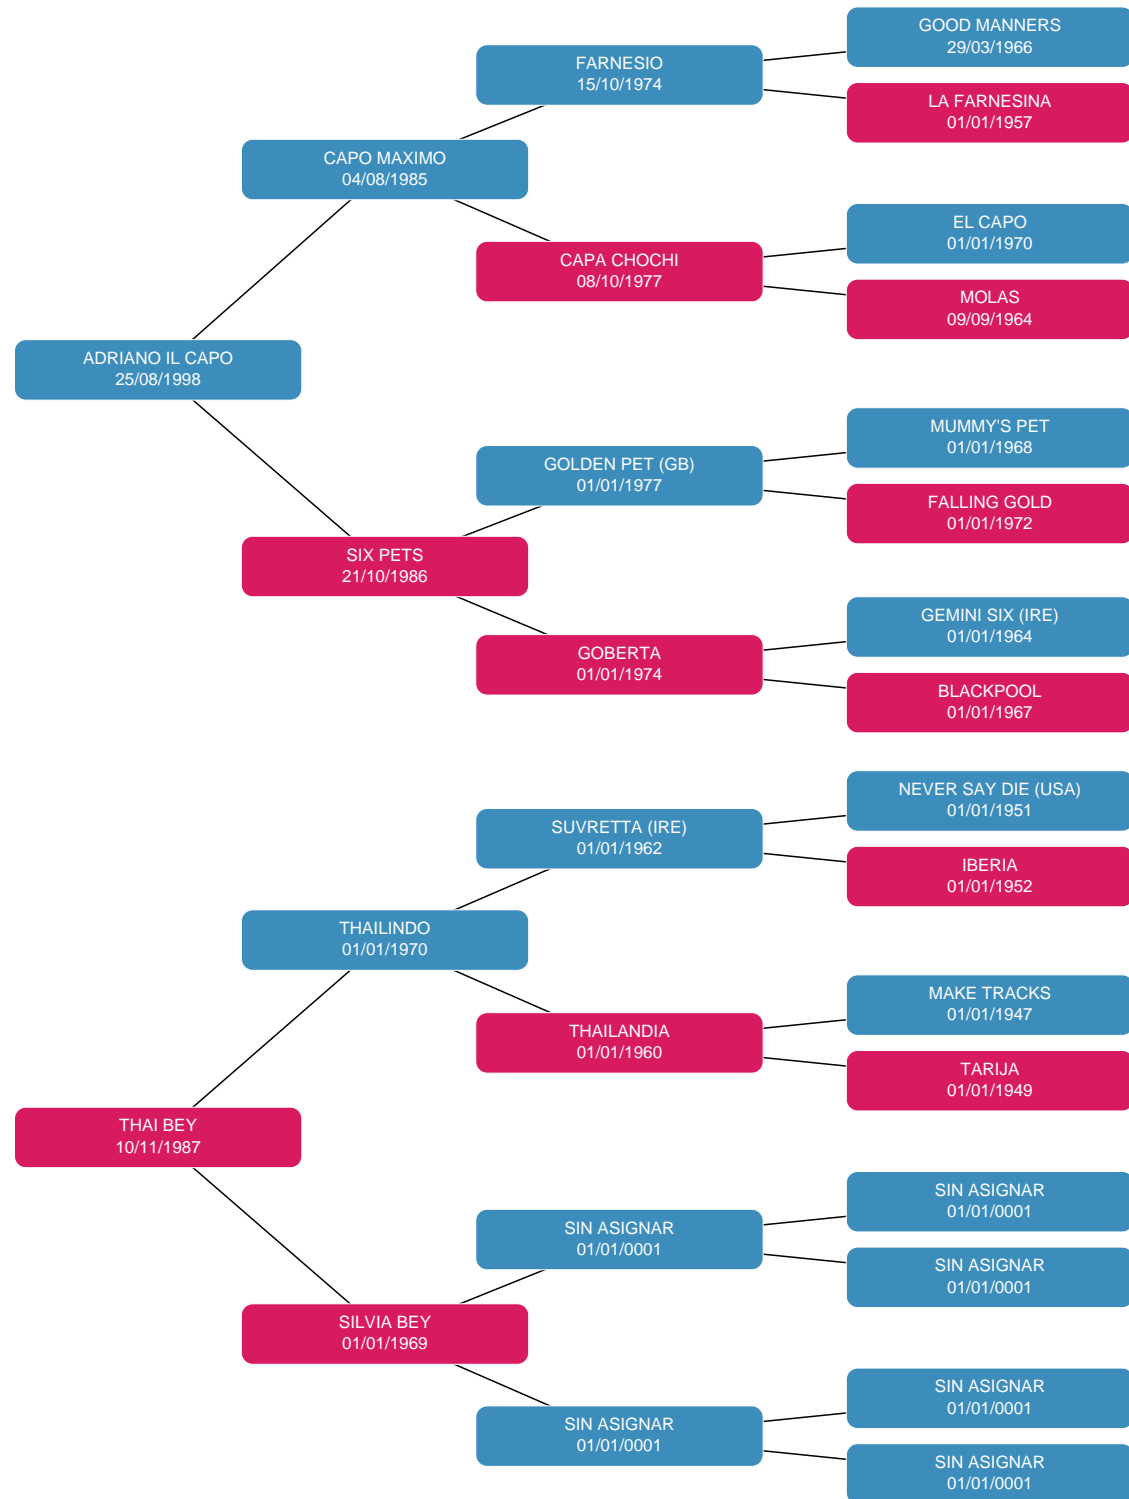 GOOD MANNERS
29/03/1966
FARNESIO
15/10/1974
LA FARNESINA
01/01/1957
CAPO MAXIMO
04/08/1985
EL CAPO
01/01/1970
CAPA CHOCHI
08/10/1977
MOLAS
09/09/1964
ADRIANO IL CAPO
25/08/1998
MUMMY'S PET
01/01/1968
GOLDEN PET (GB)
01/01/1977
FALLING GOLD
01/01/1972
SIX PETS
21/10/1986
GEMINI SIX (IRE)
01/01/1964
GOBERTA
01/01/1974
BLACKPOOL
01/01/1967
NEVER SAY DIE (USA)
01/01/1951
SUVRETTA (IRE)
01/01/1962
IBERIA
01/01/1952
THAILINDO
01/01/1970
MAKE TRACKS
01/01/1947
THAILANDIA
01/01/1960
TARIJA
01/01/1949
THAI BEY
10/11/1987
SIN ASIGNAR
01/01/0001
SIN ASIGNAR
01/01/0001
SIN ASIGNAR
01/01/0001
SILVIA BEY
01/01/1969
SIN ASIGNAR
01/01/0001
SIN ASIGNAR
01/01/0001
SIN ASIGNAR
01/01/0001